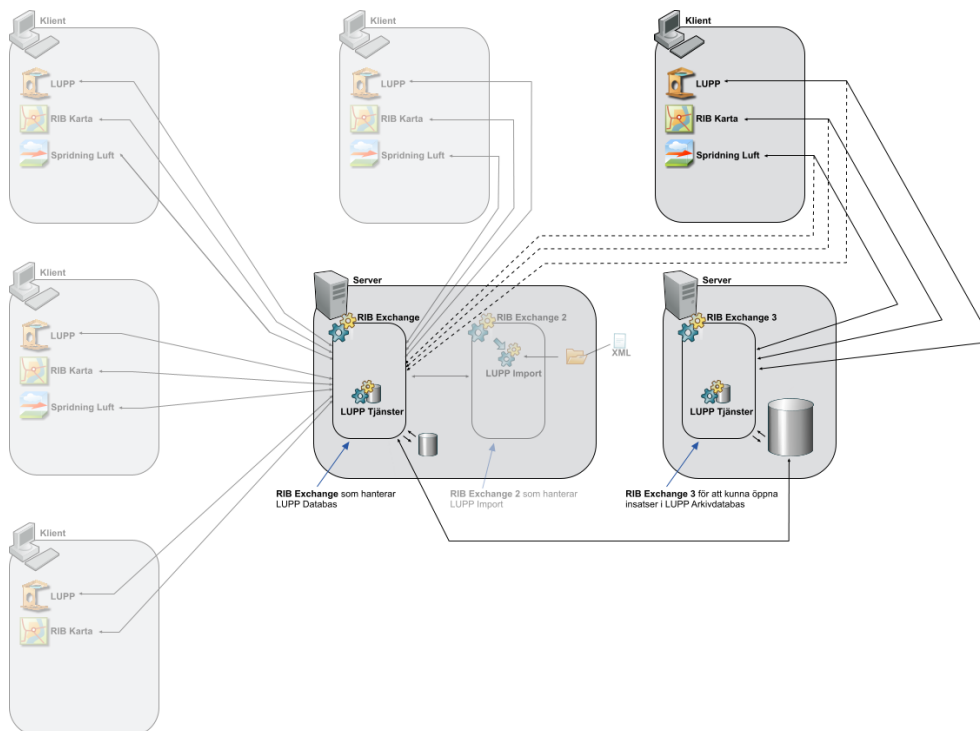 Klient
LUPP
RIB Karta
Spridning Luft
Klient
LUPP
RIB Karta
Spridning Luft
Klient
LUPP
RIB Karta
Spridning Luft
Klient
LUPP
RIB Karta
Spridning Luft
Server
RIB Exchange
LUPP Tjänster
RIB Exchange 2
LUPP Import
XML
Server
RIB Exchange 3
LUPP Tjänster
RIB Exchange som hanterar
LUPP Databas
RIB Exchange 2 som hanterar
LUPP Import
RIB Exchange 3 för att kunna öppna
insatser i LUPP Arkivdatabas
Klient
LUPP
RIB Karta